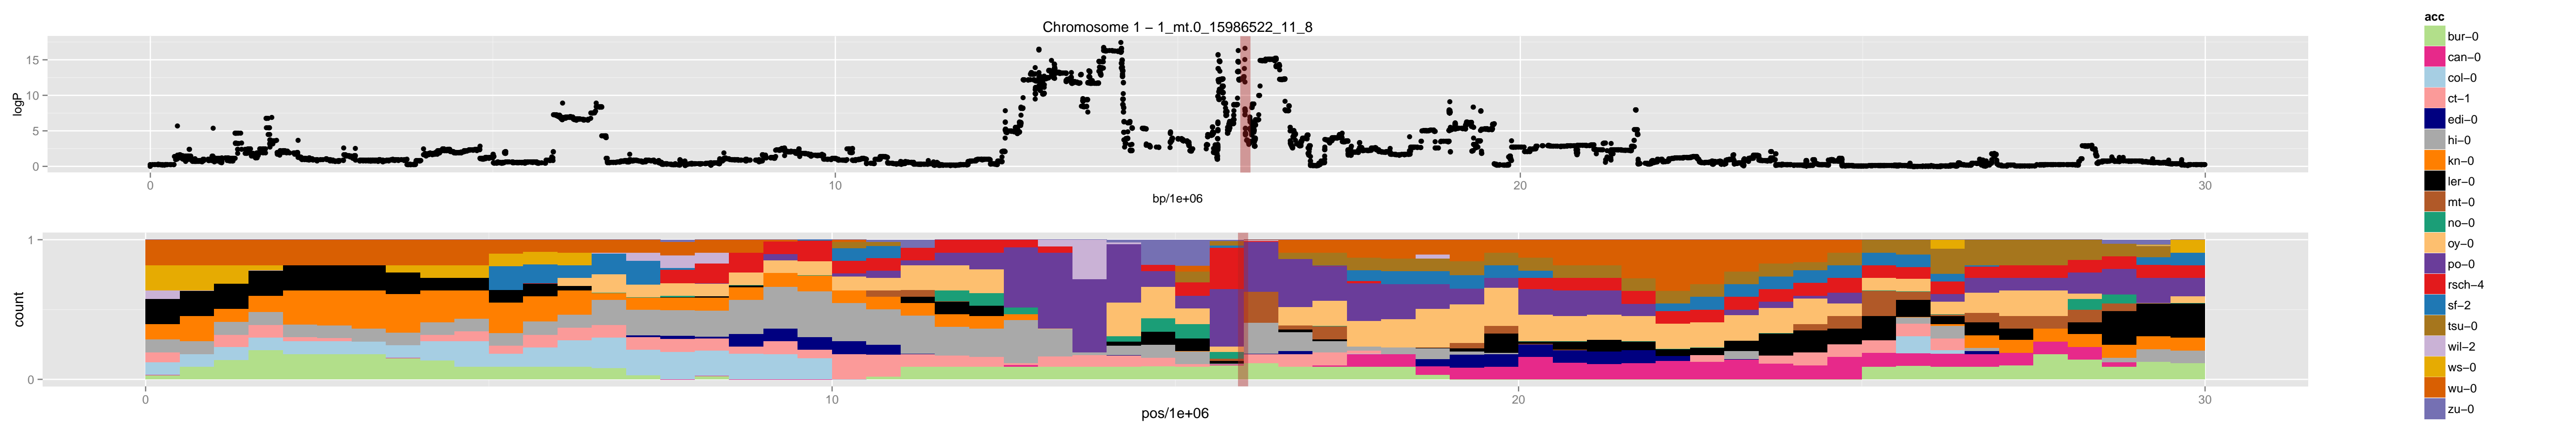 Chromosome 1 − 1_mt.0_15986522_11_8
15
10
5
0
logP
0 10 20 30
bp/1e+06
1
0
count
0 10 20 30
pos/1e+06
acc
bur−0
can−0
col−0
ct−1
edi−0
hi−0
kn−0
ler−0
mt−0
no−0
oy−0
po−0
rsch−4
sf−2
tsu−0
wil−2
ws−0
wu−0
zu−0